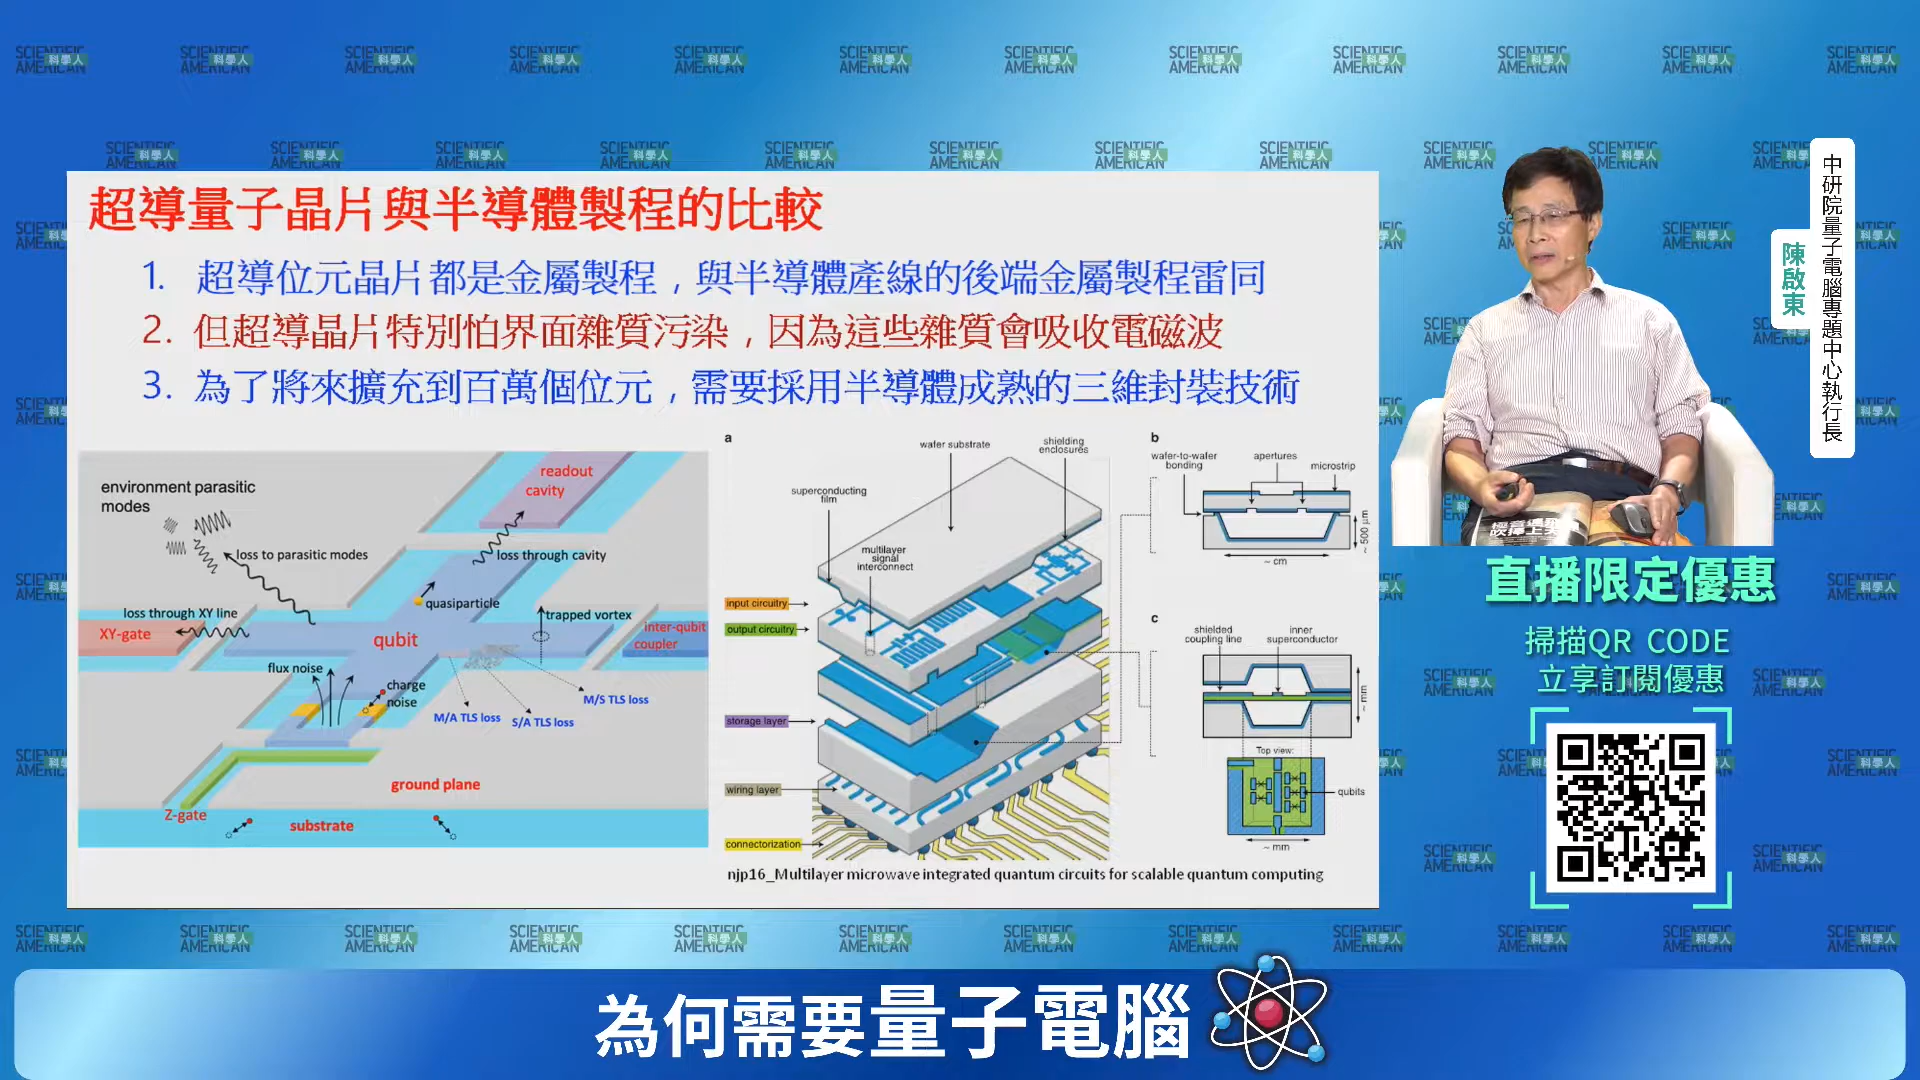 SCIENTIFIC AMERICAN 科學人
超導量子晶片與半導體製程的比較
1. 超導位元晶片都是金屬製程，與半導體產線的後端金屬製程雷同
2. 但超導晶片特別怕界面雜質污染，因為這些雜質會吸收電磁波
3. 為了將來擴充到百萬個位元，需要採用半導體成熟的三維封裝技術
environment parasitic
modes
readout
cavity
loss to parasitic modes
loss through cavity
quasiparticle
loss through XY line
trapped vortex
XY-gate
qubit
inter-qubit
coupler
flux noise
charge
noise
M/A TLS loss
S/A TLS loss
M/S TLS loss
ground plane
Z-gate
substrate
a
wafer substrate
shielding
enclosures
superconducting
film
multilayer
signal
interconnect
input circuitry
output circuitry
storage layer
wiring layer
connectorization
b
wafer-to-wafer
bonding
apertures
microstrip
~ 500 μm
~ cm
c
shielded
coupling line
inner
superconductor
~ mm
Top view:
qubits
~ mm
njp16_Multilayer microwave integrated quantum circuits for scalable quantum computing
中研院量子電腦專題中心執行長
陳啟東
直播限定優惠
掃描QR CODE
立享訂閱優惠
為何需要量子電腦